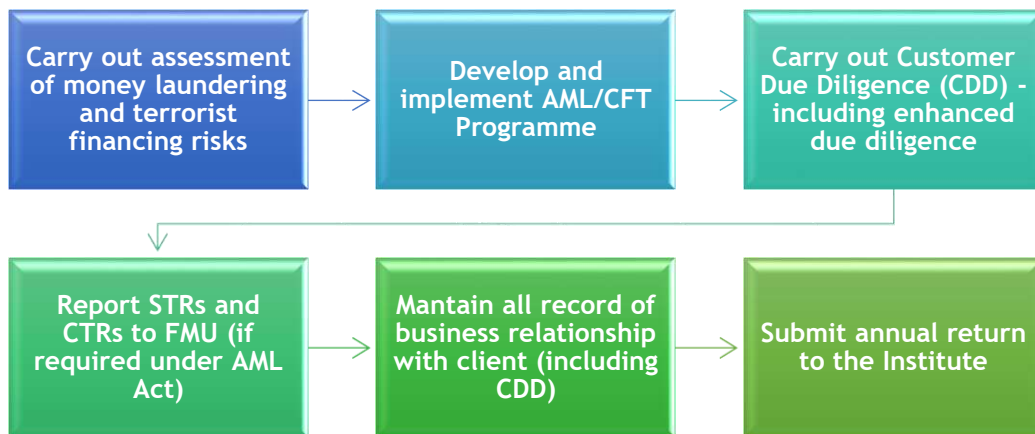 Carry out assessment
of money laundering
and terrorist
financing risks
Develop and
implement AML/CFT
Programme
Carry out Customer
Due Diligence (CDD) -
including enhanced
due diligence
Report STRs and
CTRs to FMU (if
required under AML
Act)
Mantain all record of
business relationship
with client (including
CDD)
Submit annual return
to the Institute